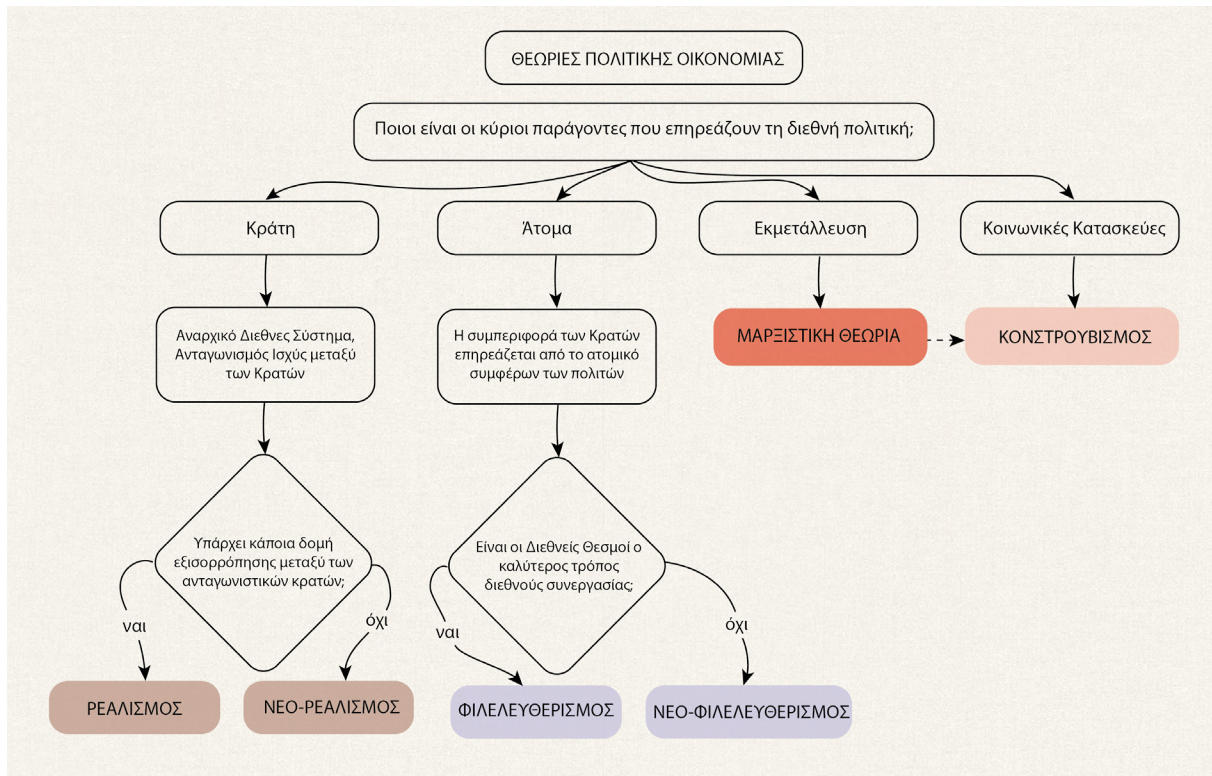 ΘΕΩΡΙΕΣ ΠΟΛΙΤΙΚΗΣ ΟΙΚΟΝΟΜΙΑΣ
Ποιοι είναι οι κύριοι παράγοντες που επηρεάζουν τη διεθνή πολιτική;
Κράτη
Άτομα
Εκμετάλλευση
Κοινωνικές Κατασκεύες
Αναρχικό Διεθνες Σύστημα,
Ανταγωνισμός Ισχύς μεταξύ
των Κρατών
Η συμπεριφορά των Κρατών
επηρεάζεται από το ατομικό
συμφέρων των πολιτών
ΜΑΡΞΙΣΤΙΚΗ ΘΕΩΡΙΑ
ΚΟΝΣΤΡΟΥΒΙΣΜΟΣ
Υπάρχει κάποια δομή
εξισορρόπησης μεταξύ των
ανταγωνιστικών κρατών;
Είναι οι Διεθνείς Θεσμοί ο
καλύτερος τρόπος
διεθνούς συνεργασίας;
ναι
όχι
ναι
όχι
ΡΕΑΛΙΣΜΟΣ
ΝΕΟ-ΡΕΑΛΙΣΜΟΣ
ΦΙΛΕΛΕΥΘΕΡΙΣΜΟΣ
ΝΕΟ-ΦΙΛΕΛΕΥΘΕΡΙΣΜΟΣ